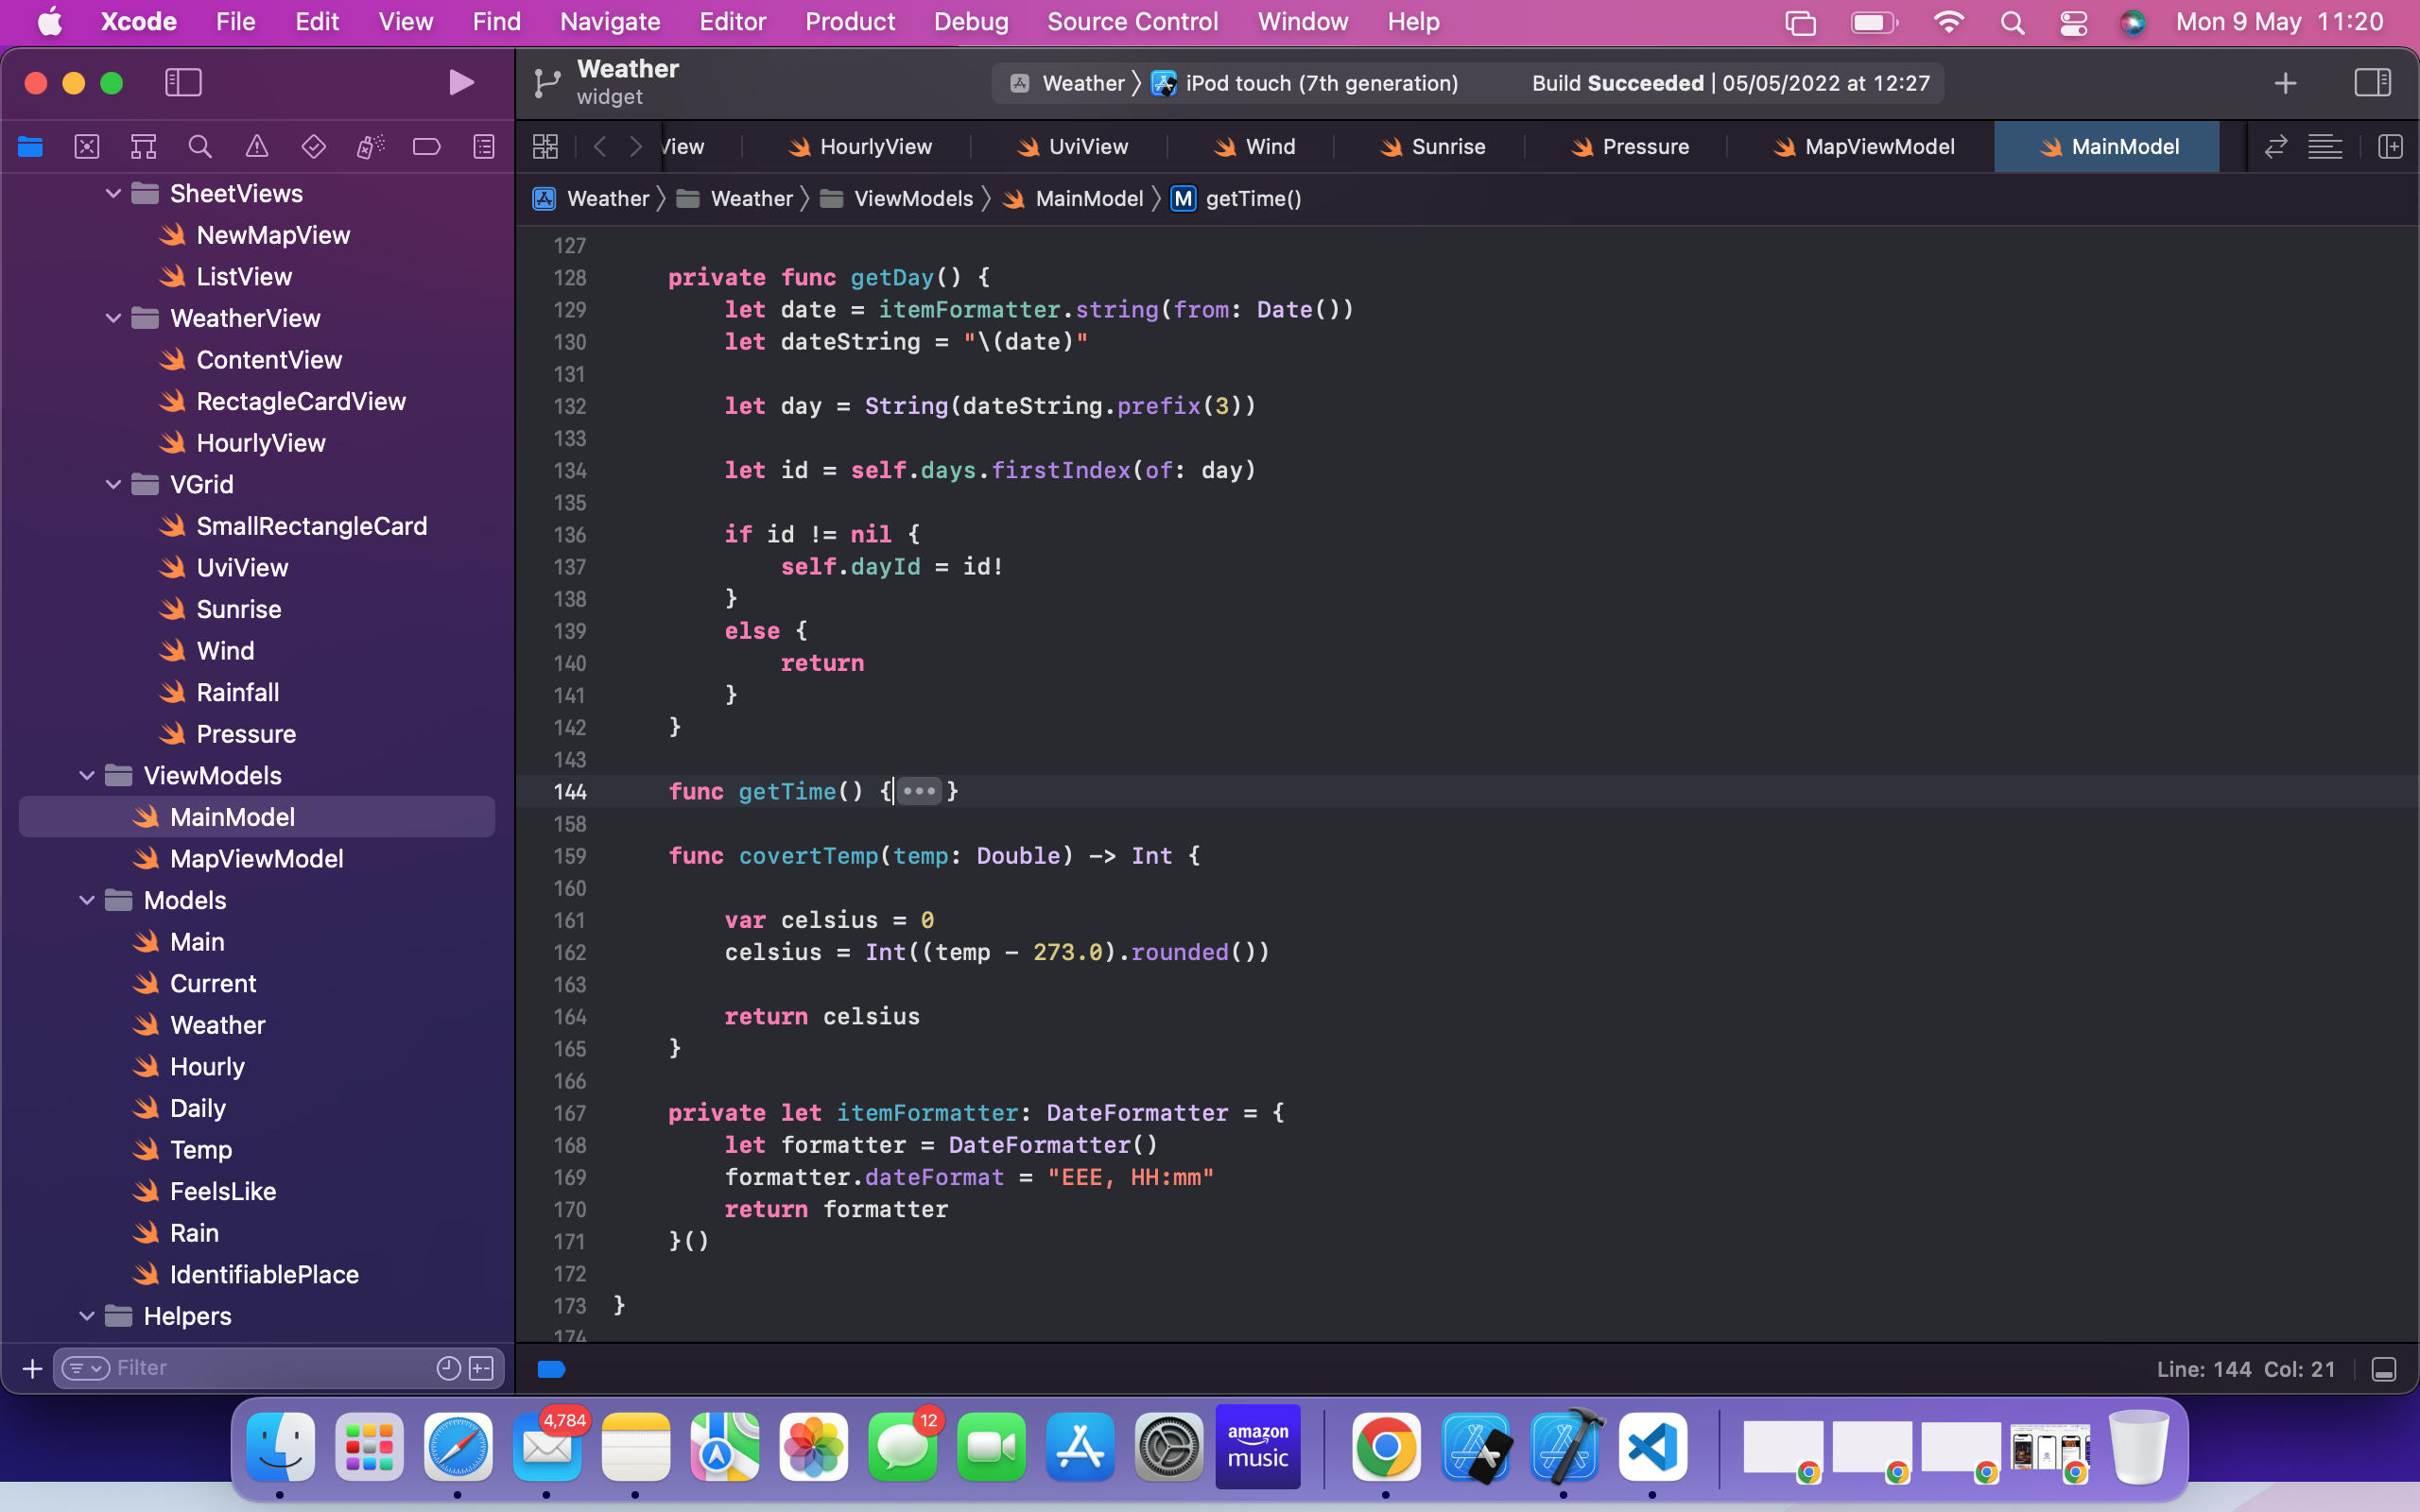 Xcode File Edit View Find Navigate Editor Product Debug Source Control Window Help Mon 9 May 11:20
Weather
widget
Weather iPod touch (7th generation) Build Succeeded | 05/05/2022 at 12:27
View HourlyView UviView Wind Sunrise Pressure MapViewModel MainModel
Weather Weather ViewModels MainModel M getTime()
SheetViews
NewMapView
ListView
WeatherView
ContentView
RectagleCardView
HourlyView
VGrid
SmallRectangleCard
UviView
Sunrise
Wind
Rainfall
Pressure
ViewModels
MainModel
MapViewModel
Models
Main
Current
Weather
Hourly
Daily
Temp
FeelsLike
Rain
IdentifiablePlace
Helpers
Filter
127
128 private func getDay() {
129 let date = itemFormatter.string(from: Date())
130 let dateString = "\(date)"
131
132 let day = String(dateString.prefix(3))
133
134 let id = self.days.firstIndex(of: day)
135
136 if id != nil {
137 self.dayId = id!
138 }
139 else {
140 return
141 }
142 }
143
144 func getTime() {•••}
158
159 func covertTemp(temp: Double) -> Int {
160
161 var celsius = 0
162 celsius = Int((temp - 273.0).rounded())
163
164 return celsius
165 }
166
167 private let itemFormatter: DateFormatter = {
168 let formatter = DateFormatter()
169 formatter.dateFormat = "EEE, HH:mm"
170 return formatter
171 }()
172
173 }
174
Line: 144 Col: 21
4,784
12
amazon
music